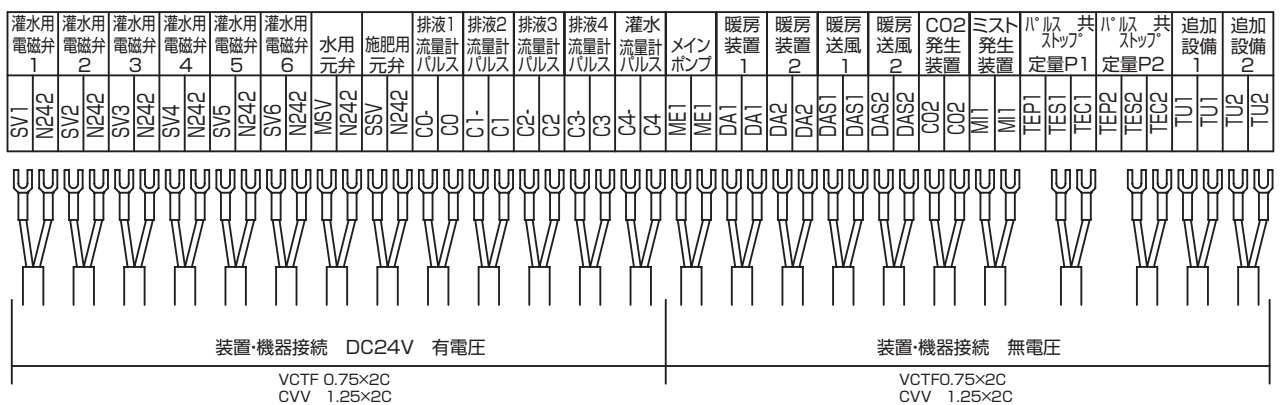 灌水用 灌水用 灌水用 灌水用 灌水用 灌水用 排液1 排液2 排液3 排液4 灌水 暖房 暖房 暖房 暖房 CO2 ミスト パルス 共 パルス 共 追加 追加
電磁弁 電磁弁 電磁弁 電磁弁 電磁弁 電磁弁 水用 施肥用 流量計 流量計 流量計 流量計 流量計 メイン 装置 装置 送風 送風 発生 発生 ストップ ストップ 設備 設備
1 2 3 4 5 6 元弁 元弁 パルス パルス パルス パルス パルス ポンプ 1 2 1 2 装置 装置 定量P1 定量P2 1 2
SV1 N242 SV2 N242 SV3 N242 SV4 N242 SV5 N242 SV6 N242 MSV N242 SSV N242 C0- C0 C1- C1 C2- C2 C3- C3 C4- C4 ME1 ME1 DA1 DA1 DA2 DA2 DAS1 DAS1 DAS2 DAS2 CO2 CO2 MI1 MI1 TEP1 TES1 TEC1 TEP2 TES2 TEC2 TU1 TU1 TU2 TU2
装置・機器接続 DC24V 有電圧 装置・機器接続 無電圧
VCTF 0.75×2C VCTF0.75×2C
CVV 1.25×2C CVV 1.25×2C